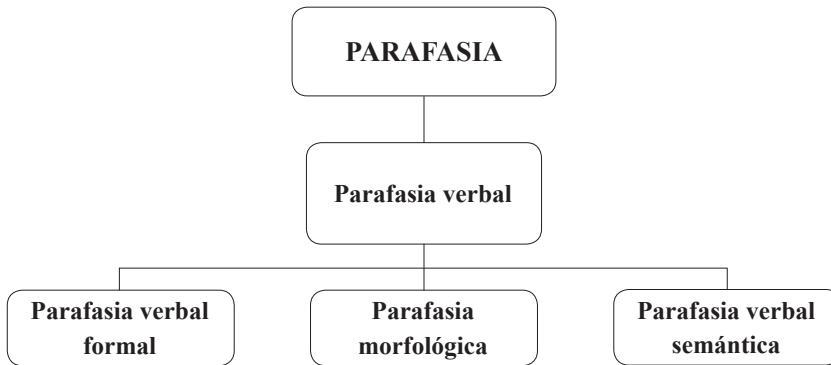 PARAFASIA
Parafasia verbal
Parafasia verbal
formal
Parafasia
morfológica
Parafasia verbal
semántica